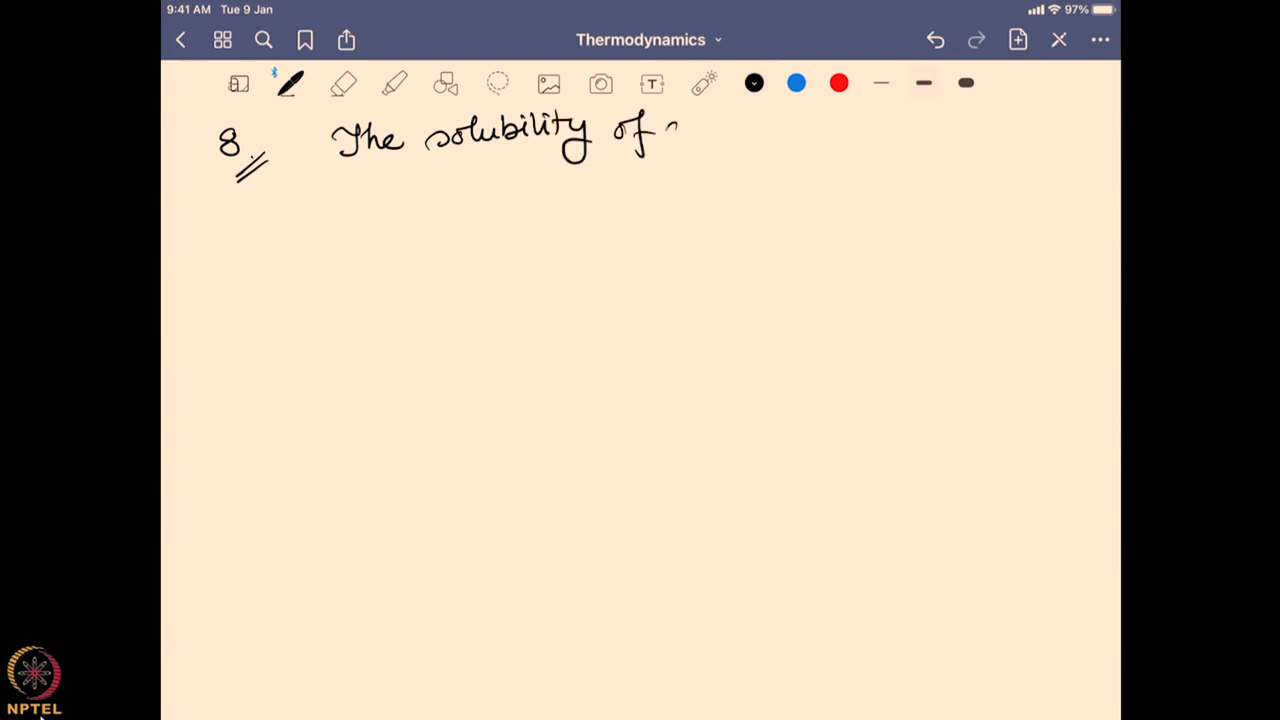 9:41 AM Tue 9 Jan 97%
Thermodynamics
T
8. The solubility of
NPTEL